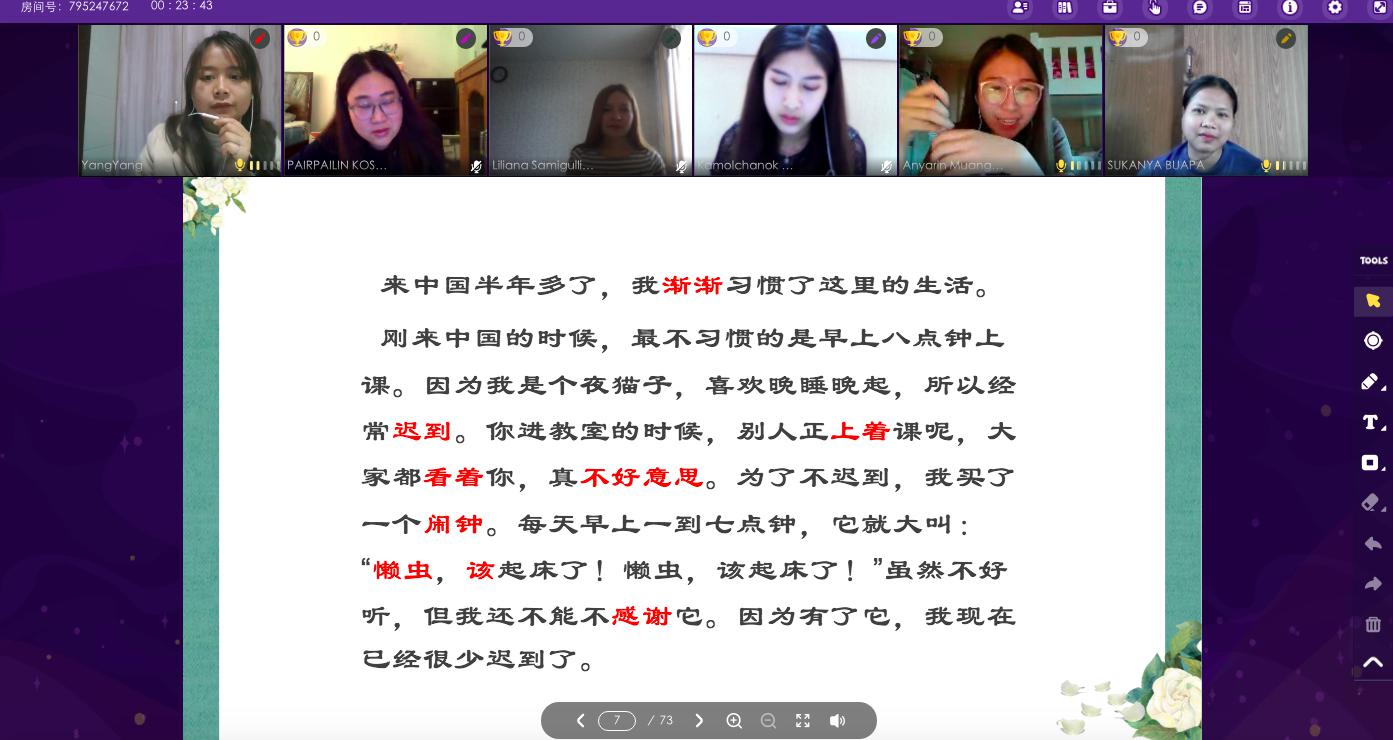 房间号：795247672 00 : 23 : 43
0
0
0
0
0
YangYang
PAIRPAILIN KOS...
Liliana Samigulli...
Kamolchanok ...
Anyarin Muang...
SUKANYA BUAPA
TOOLS
来中国半年多了，我渐渐习惯了这里的生活。
刚来中国的时候，最不习惯的是早上八点钟上
课。因为我是个夜猫子，喜欢晚睡晚起，所以经
常迟到。你进教室的时候，别人正上着课呢，大
家都看着你，真不好意思。为了不迟到，我买了
一个闹钟。每天早上一到七点钟，它就大叫：
“懒虫，该起床了！懒虫，该起床了！”虽然不好
听，但我还不能不感谢它。因为有了它，我现在
已经很少迟到了。
7 / 73